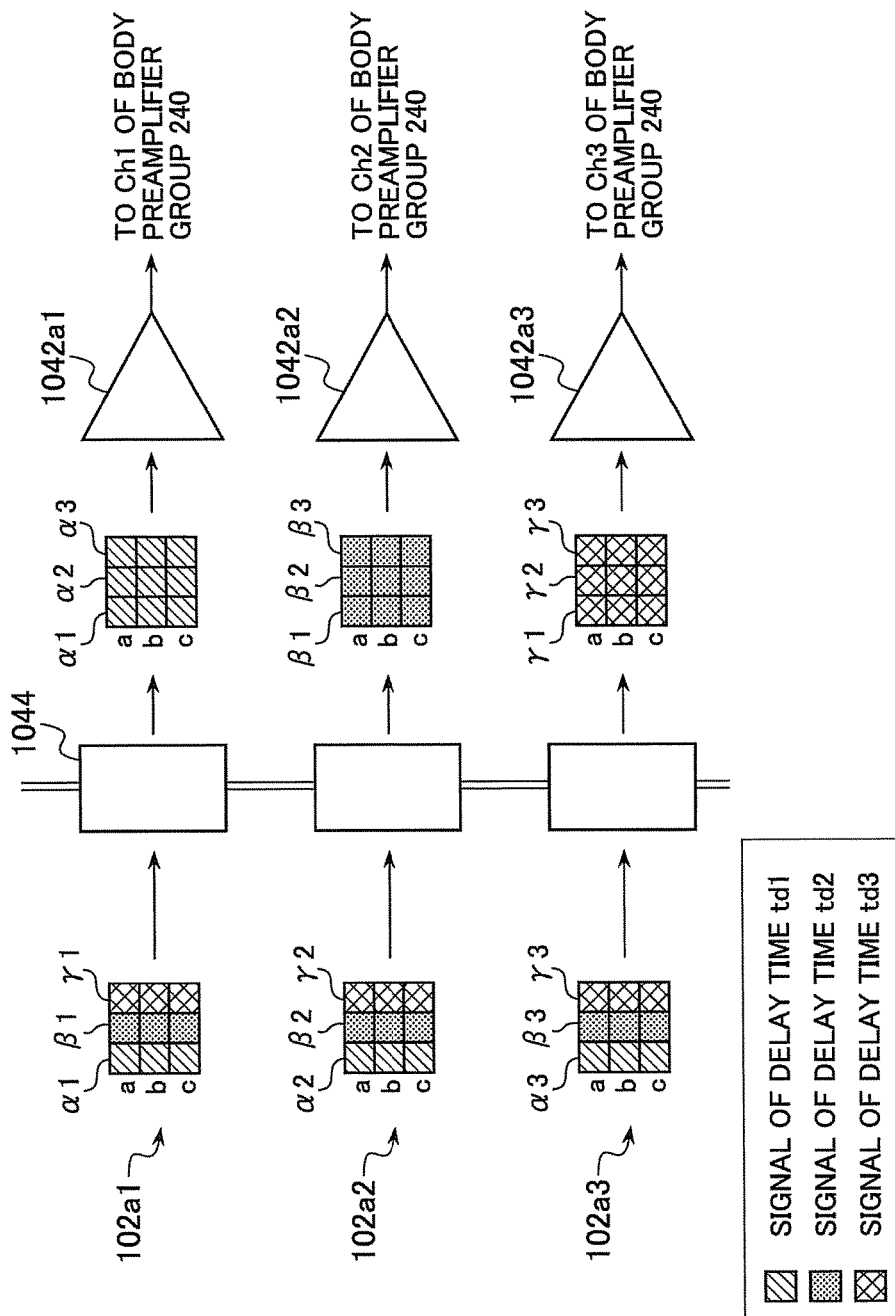 1044
α1 β1 γ1
a
b
c
102a1
α1 α2 α3
a
b
c
1042a1
TO Ch1 OF BODY
PREAMPLIFIER
GROUP 240
α2 β2 γ2
a
b
c
102a2
β1 β2 β3
a
b
c
1042a2
TO Ch2 OF BODY
PREAMPLIFIER
GROUP 240
α3 β3 γ3
a
b
c
102a3
γ1 γ2 γ3
a
b
c
1042a3
TO Ch3 OF BODY
PREAMPLIFIER
GROUP 240
SIGNAL OF DELAY TIME td1
SIGNAL OF DELAY TIME td2
SIGNAL OF DELAY TIME td3